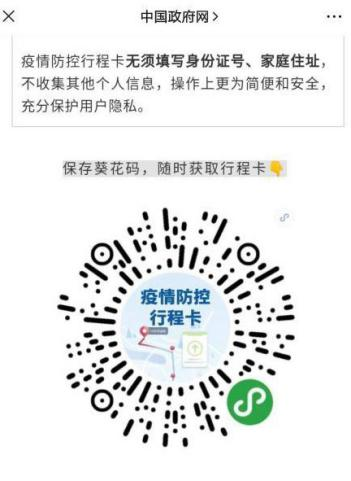 中国政府网
疫情防控行程卡无须填写身份证号、家庭住址，
不收集其他个人信息，操作上更为简便和安全，
充分保护用户隐私。
保存葵花码，随时获取行程卡👇
疫情防控
行程卡